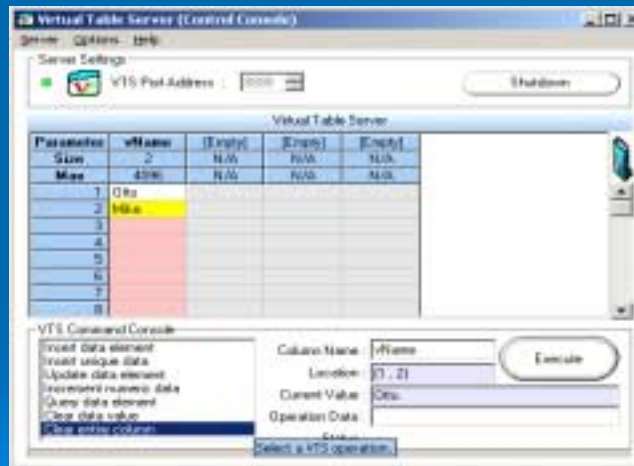 Virtual Table Server (Control Console)
Server Options Help
Server Settings
VTS Port Address : 8888 Shutdown
Virtual Table Server
Parameter vName [Empty] [Empty] [Empty]
Size 2 N/A N/A N/A
Max 4096 N/A N/A N/A
1 Otto
2 Mike
3
4
5
6
7
8
VTS Command Console
Insert data element
Insert unique data
Update data element
Increment numeric data
Query data element
Clear data value
Clear entire column
Column Name : vName
Location : (1 , 2)
Current Value : Otto
Operation Data :
Execute
Select a VTS operation.